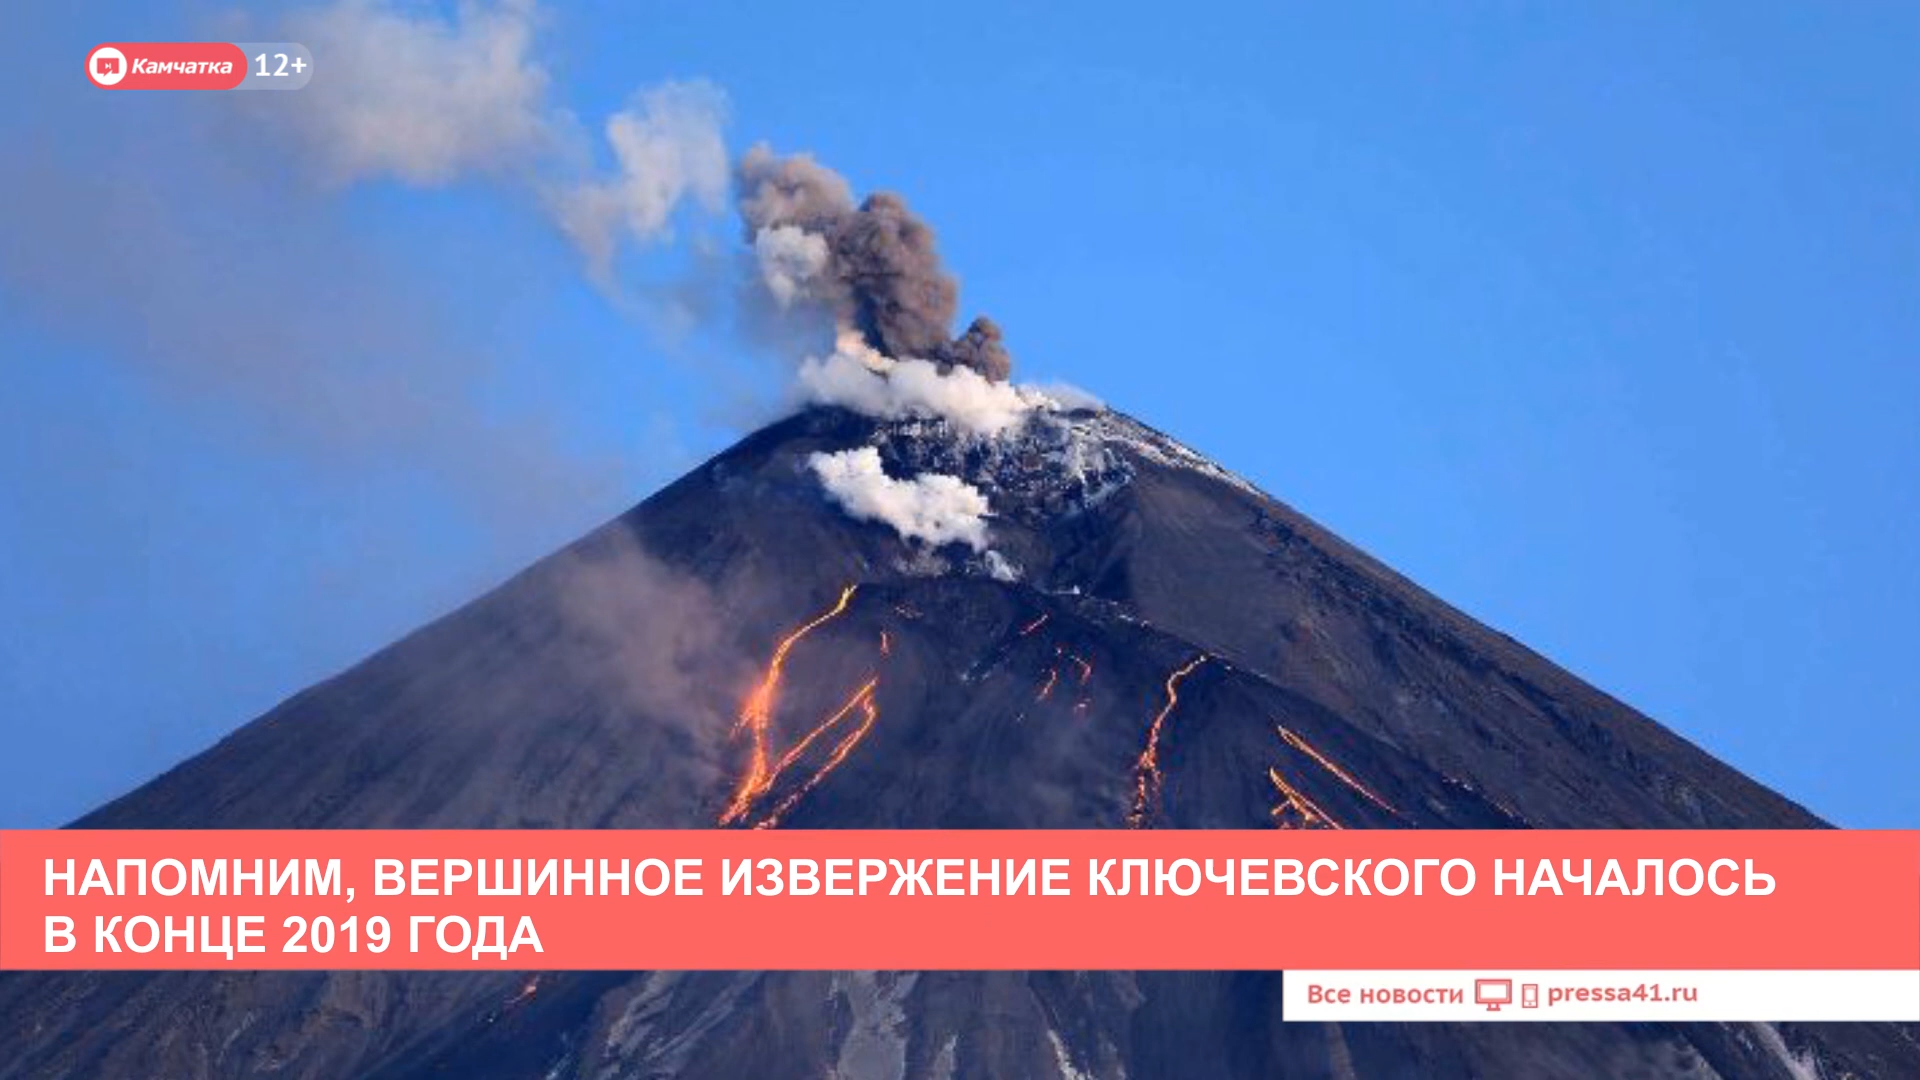 Камчатка 12+
НАПОМНИМ, ВЕРШИННОЕ ИЗВЕРЖЕНИЕ КЛЮЧЕВСКОГО НАЧАЛОСЬ
В КОНЦЕ 2019 ГОДА
Все новости pressa41.ru